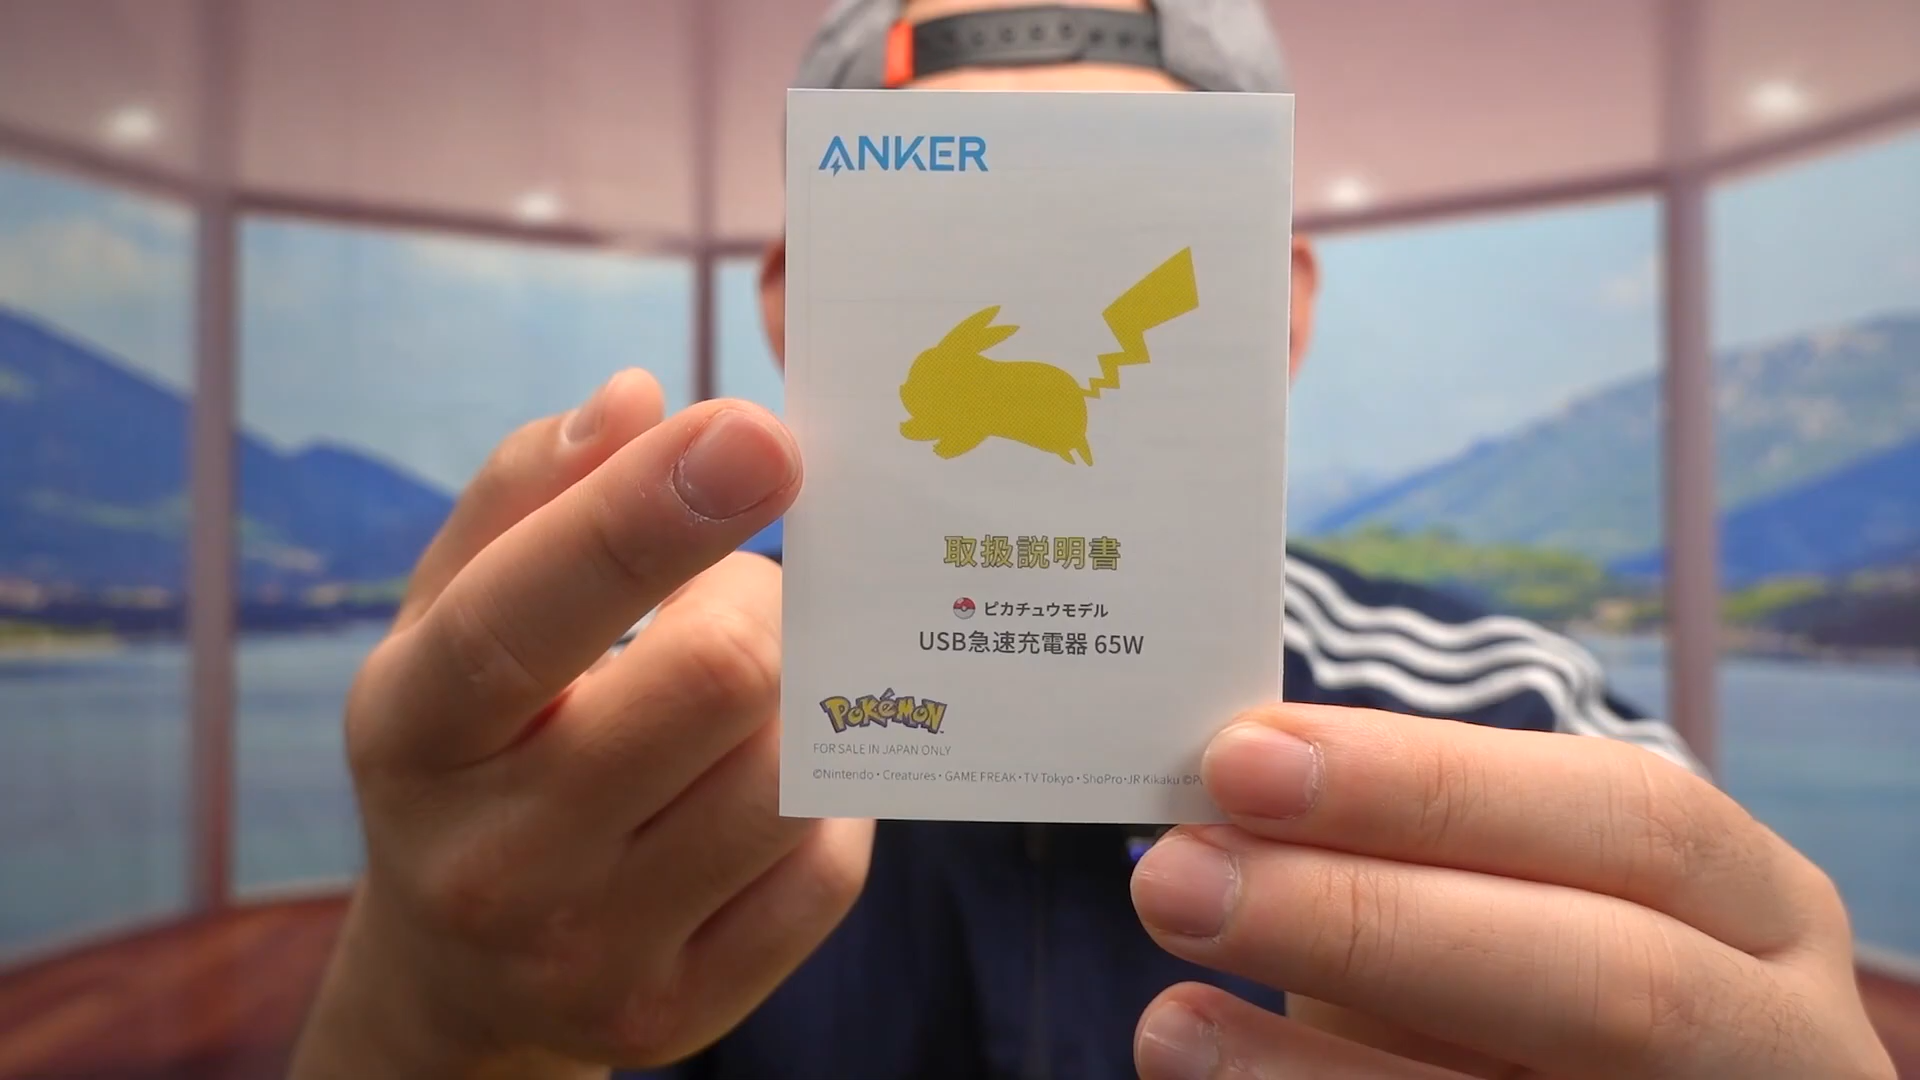 ANKER
取扱説明書
ピカチュウモデル
USB急速充電器 65W
POKéMON
FOR SALE IN JAPAN ONLY
©Nintendo・Creatures・GAME FREAK・TV Tokyo・ShoPro・JR Kikaku